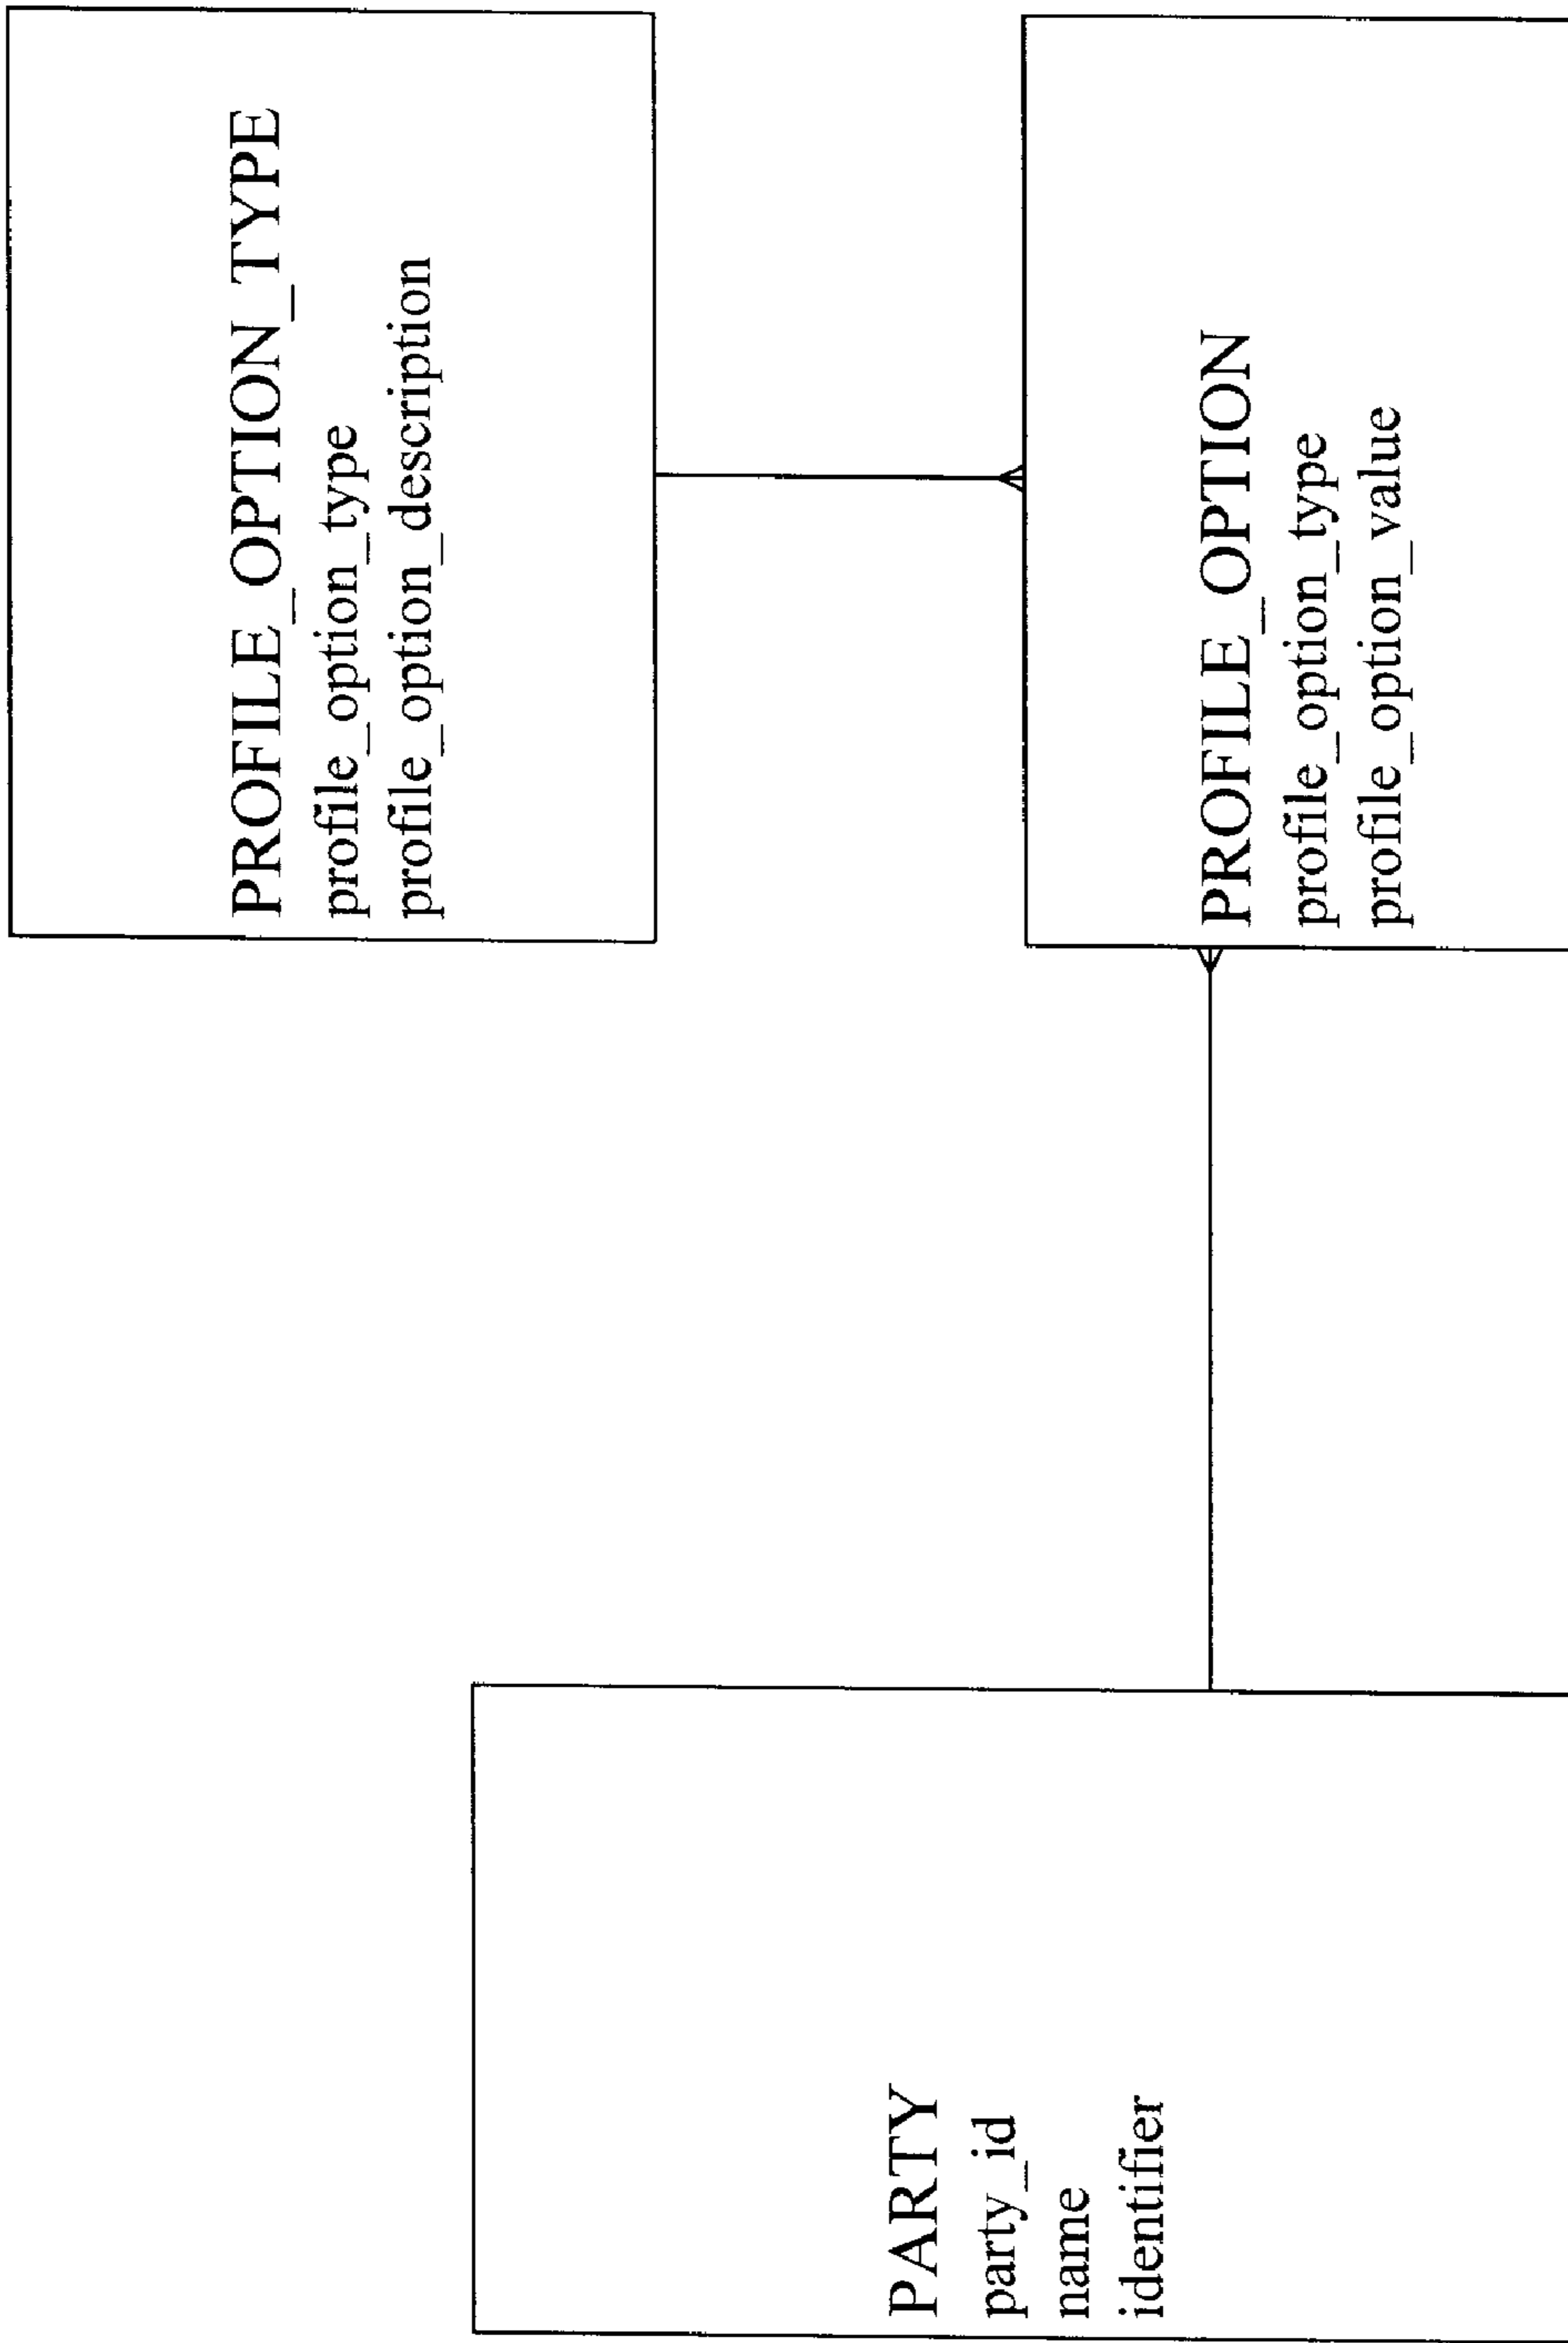 PROFILE_OPTION_TYPE
profile_option_type
profile_option_description
PARTY
party_id
name
identifier
PROFILE_OPTION
profile_option_type
profile_option_value